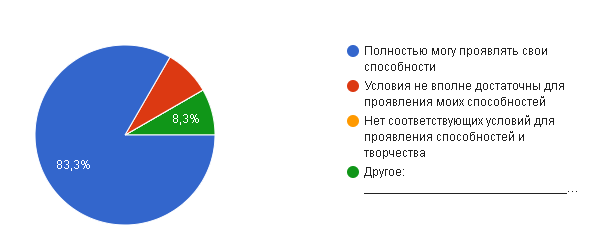 Полностью могу проявлять свои
способности
Условия не вполне достаточны для
проявления моих способностей
8,3%
Нет соответствующих условий для
проявления способностей и
творчества
83,3%
Другое:
______________________________...